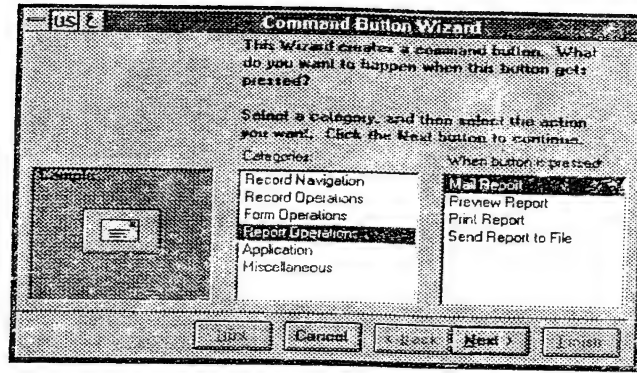 US
Command Button Wizard
This Wizard creates a command button. What
do you want to happen when this button gets
pressed?
Select a category, and then select the action
you want. Click the Next button to continue.
Sample:
Categories:
Record Navigation
Record Operations
Form Operations
Report Operations
Application
Miscellaneous
When button is pressed:
Mail Report
Preview Report
Print Report
Send Report to File
Hint
Cancel
< Back
Next >
Finish